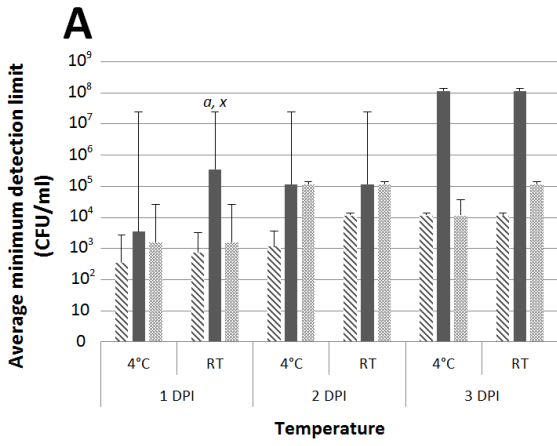 A
Average minimum detection limit
(CFU/ml)
10⁹
10⁸
10⁷
10⁶
10⁵
10⁴
10³
10²
10
0
a, x
4°C RT 4°C RT 4°C RT
1 DPI 2 DPI 3 DPI
Temperature